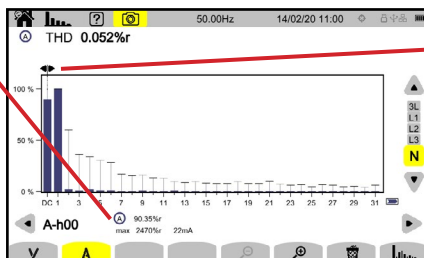 ? 50.00Hz 14/02/20 11:00
A THD 0.052%r
100 %
3L
L1
L2
L3
N
50 %
0 %
DC 1 3 5 7 9 11 13 15 17 19 21 23 25 27 29 31
A-h00 A 90.35%r
max 2470%r 22mA
V A